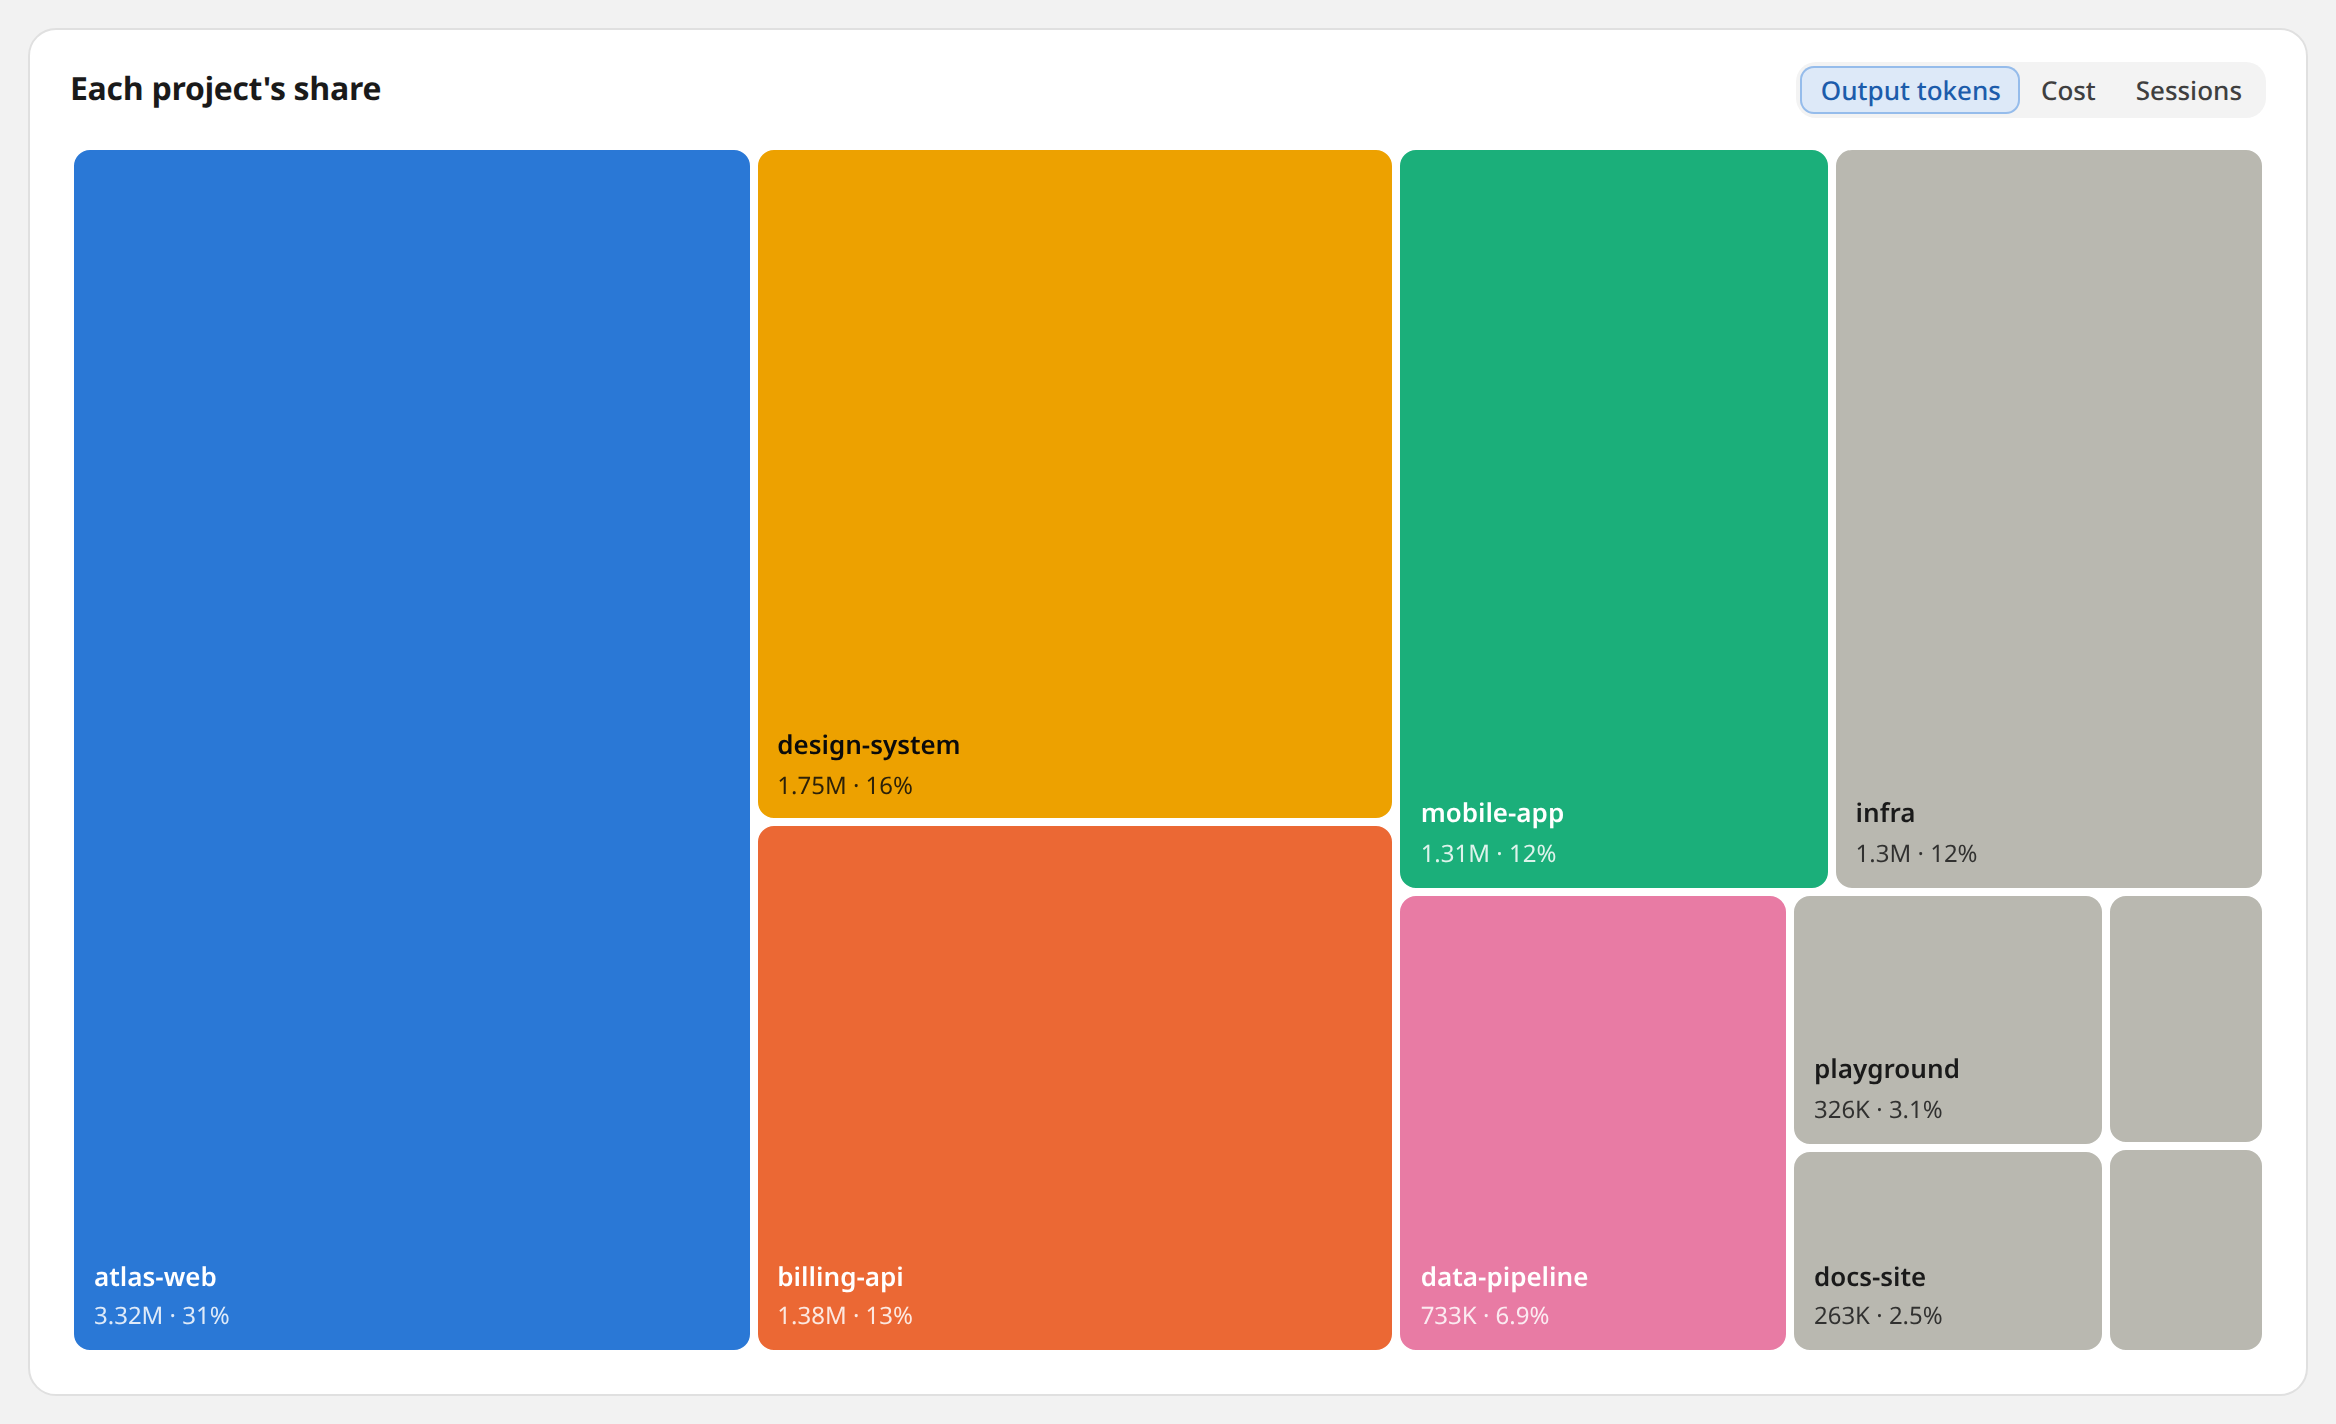 Each project's share
Output tokens Cost Sessions
atlas-web
3.32M · 31%
design-system
1.75M · 16%
billing-api
1.38M · 13%
mobile-app
1.31M · 12%
infra
1.3M · 12%
data-pipeline
733K · 6.9%
playground
326K · 3.1%
docs-site
263K · 2.5%